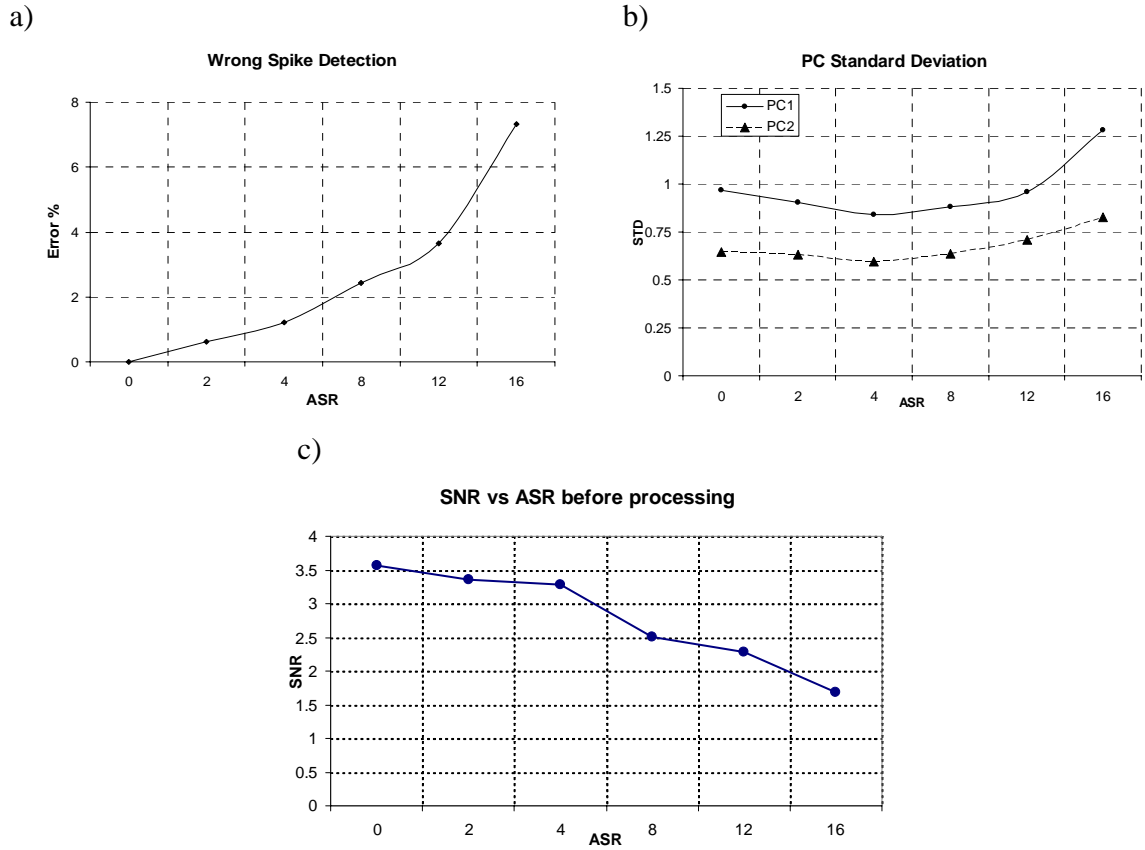 a)
Wrong Spike Detection
8
6
4
2
0
Error %
0 2 4 8 12 16
ASR
b)
PC Standard Deviation
1.5
1.25
1
0.75
0.5
0.25
0
STD
PC1
PC2
0 2 4 8 12 16
ASR
c)
SNR vs ASR before processing
4
3.5
3
2.5
2
1.5
1
0.5
0
SNR
0 2 4 8 12 16
ASR